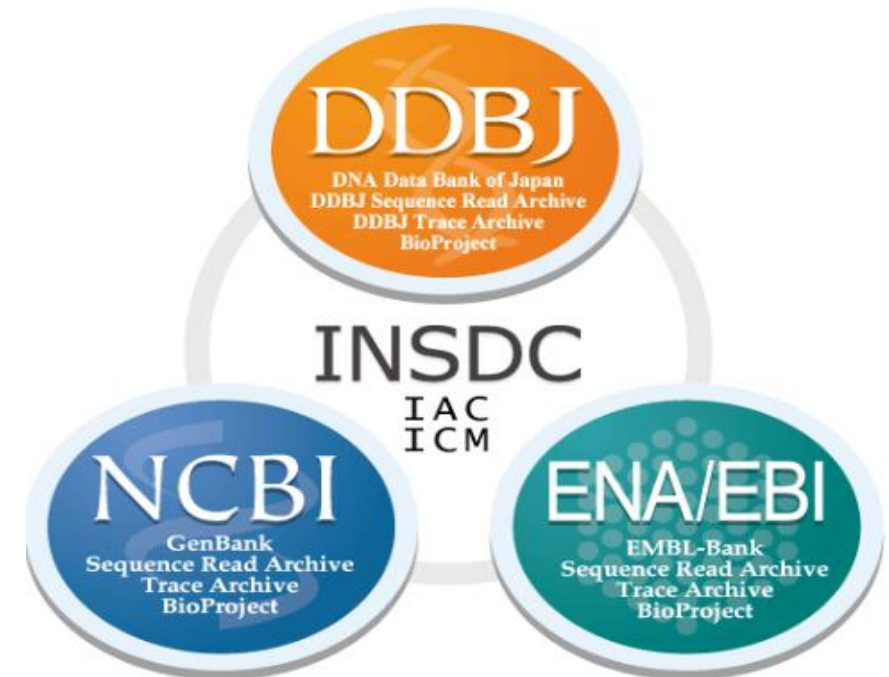 DDBJ
DNA Data Bank of Japan
DDBJ Sequence Read Archive
DDBJ Trace Archive
BioProject
INSDC
IAC
ICM
NCBI
GenBank
Sequence Read Archive
Trace Archive
BioProject
ENA/EBI
EMBL-Bank
Sequence Read Archive
Trace Archive
BioProject